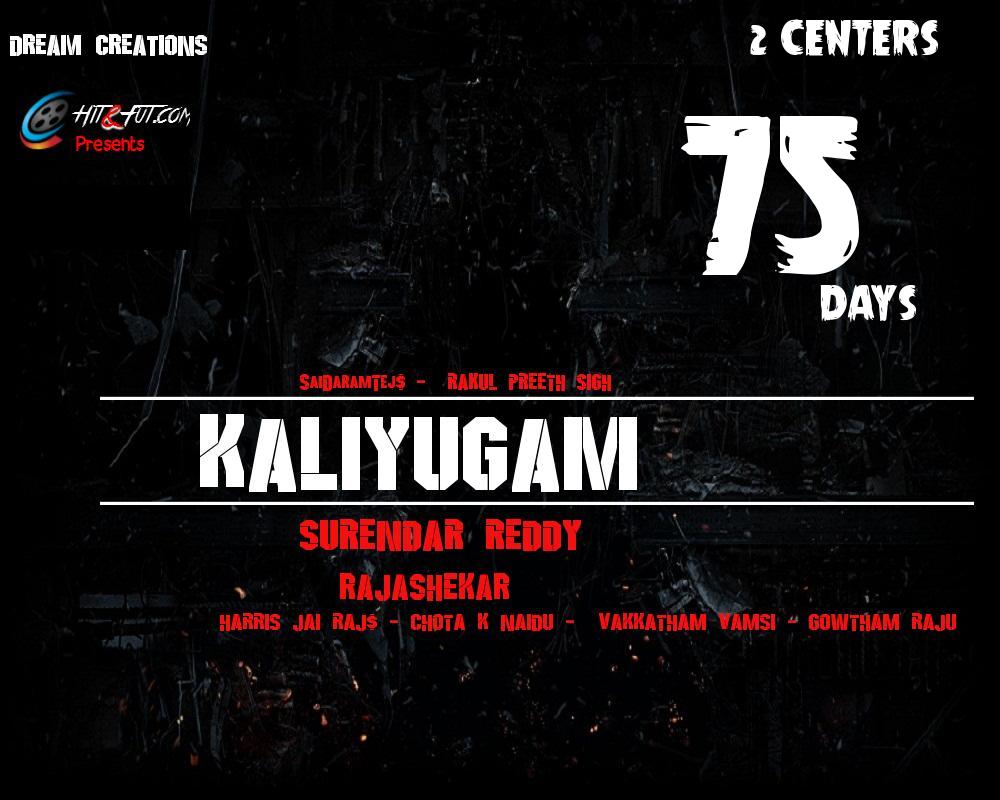 DREAM CREATIONS
2 CENTERS
HIT&FUT.COM
Presents
75
DAYS
SAIDARAMTEJ$ - RAKUL PREETH SIGH
KALIYUGAM
SURENDAR REDDY
RAJASHEKAR
HARRIS JAI RAJ$ - CHOTA K NAIDU - VAKKATHAM VAMSI - GOWTHAM RAJU